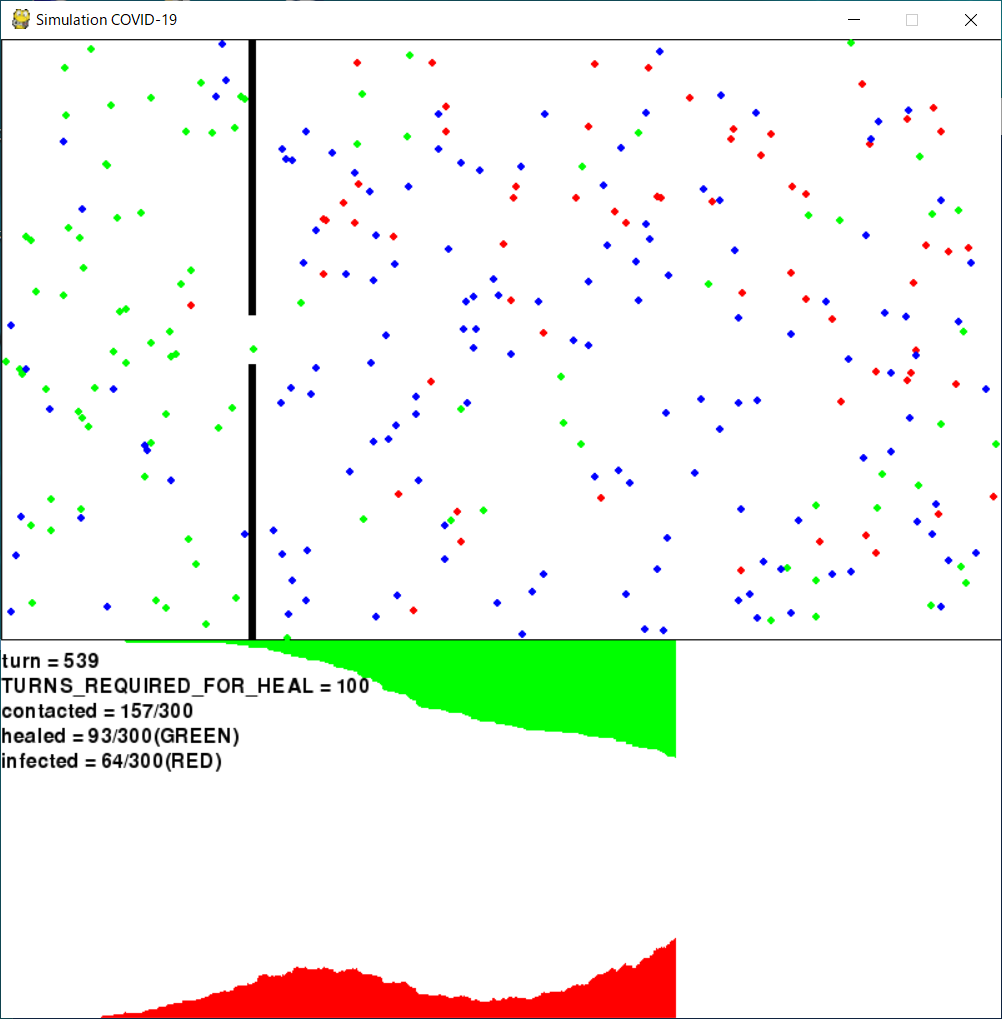 Simulation COVID-19
turn = 539
TURNS_REQUIRED_FOR_HEAL = 100
contacted = 157/300
healed = 93/300(GREEN)
infected = 64/300(RED)